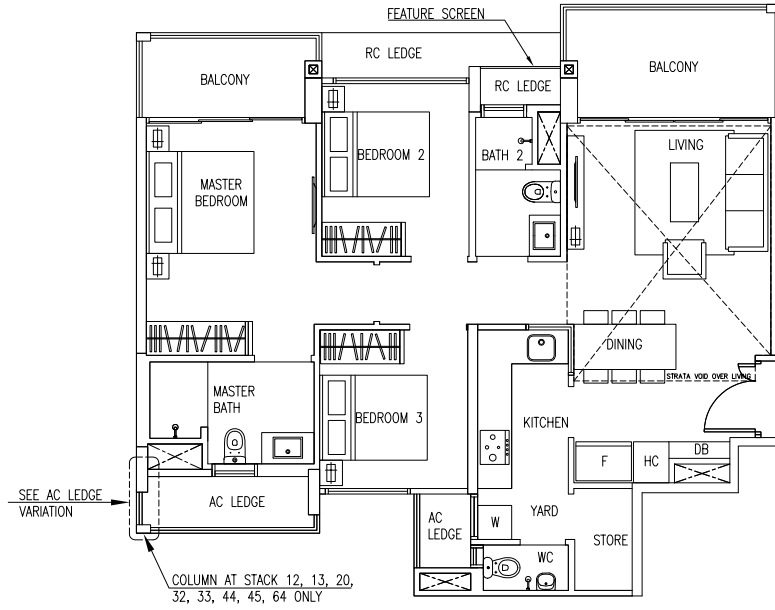 FEATURE SCREEN
RC LEDGE
BALCONY
BALCONY
RC LEDGE
LIVING
BEDROOM 2
BATH 2
MASTER
BEDROOM
DINING
STRATA VOID OVER LIVING
MASTER
BATH
BEDROOM 3
KITCHEN
F
HC
DB
SEE AC LEDGE
VARIATION
AC LEDGE
AC
LEDGE
W
YARD
STORE
WC
COLUMN AT STACK 12, 13, 20,
32, 33, 44, 45, 64 ONLY